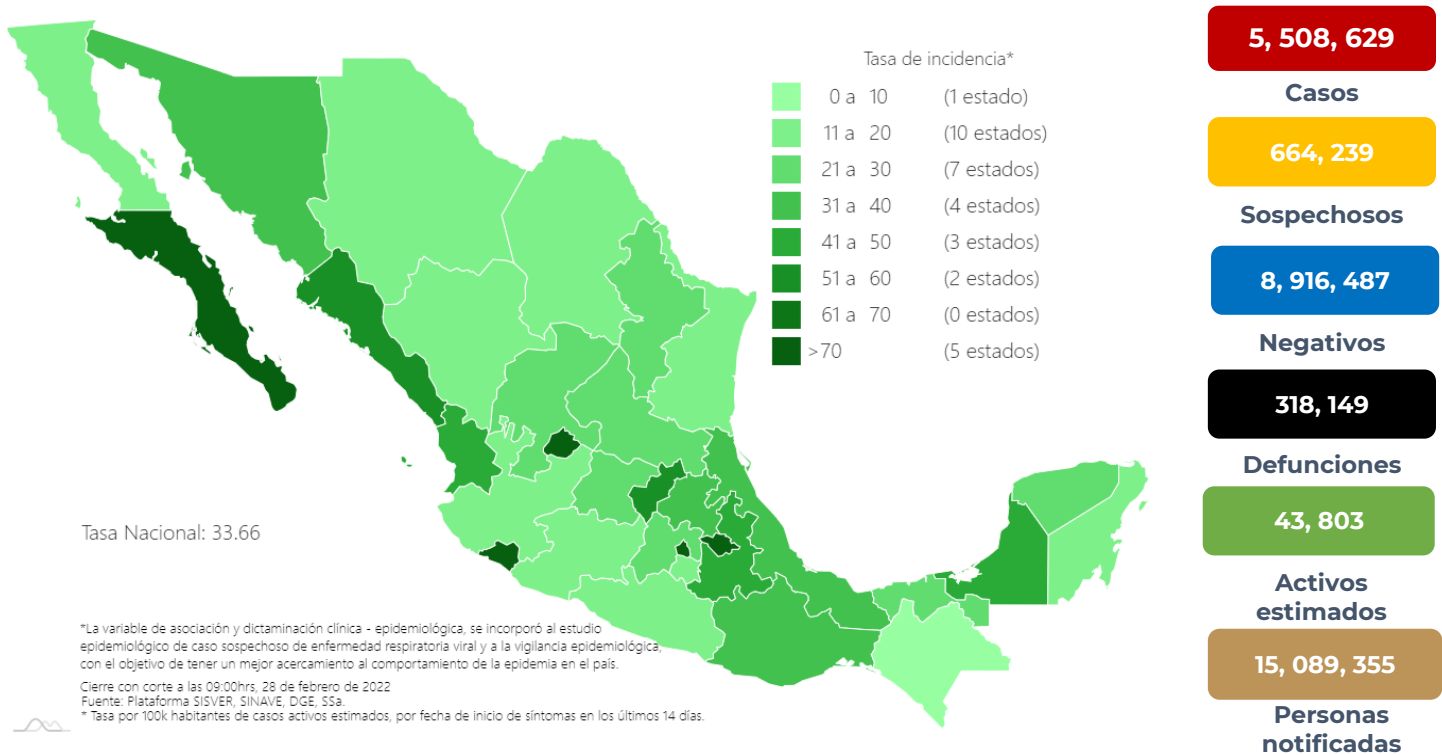 Tasa de incidencia*
0 a 10 (1 estado)
11 a 20 (10 estados)
21 a 30 (7 estados)
31 a 40 (4 estados)
41 a 50 (3 estados)
51 a 60 (2 estados)
61 a 70 (0 estados)
>70 (5 estados)
Tasa Nacional: 33.66
*La variable de asociación y dictaminación clínica - epidemiológica, se incorporó al estudio
epidemiológico de caso sospechoso de enfermedad respiratoria viral y a la vigilancia epidemiológica,
con el objetivo de tener un mejor acercamiento al comportamiento de la epidemia en el país.
Cierre con corte a las 09:00hrs, 28 de febrero de 2022
Fuente: Plataforma SISVER, SINAVE, DGE, SSa.
* Tasa por 100k habitantes de casos activos estimados, por fecha de inicio de síntomas en los últimos 14 días.
5, 508, 629
Casos
664, 239
Sospechosos
8, 916, 487
Negativos
318, 149
Defunciones
43, 803
Activos
estimados
15, 089, 355
Personas
notificadas